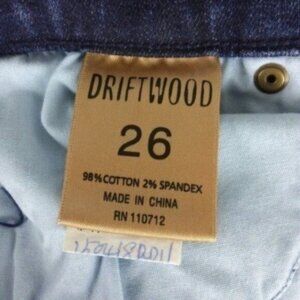 DRIFTWOOD
26
98% COTTON 2% SPANDEX
MADE IN CHINA
RN 110712